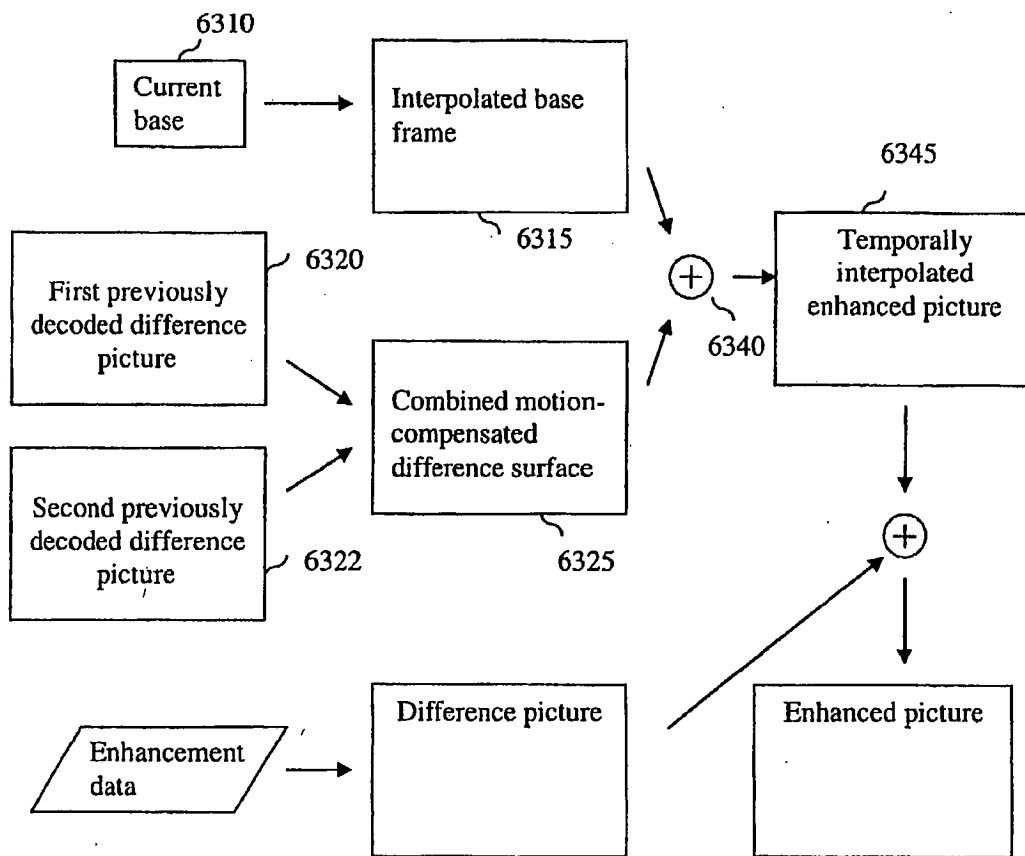 6310
Current
base
Interpolated base
frame
6315
6345
Temporally
interpolated
enhanced picture
6320
First previously
decoded difference
picture
+
6340
Combined motion-
compensated
difference surface
6325
Second previously
decoded difference
picture
6322
+
Enhancement
data
Difference picture
Enhanced picture